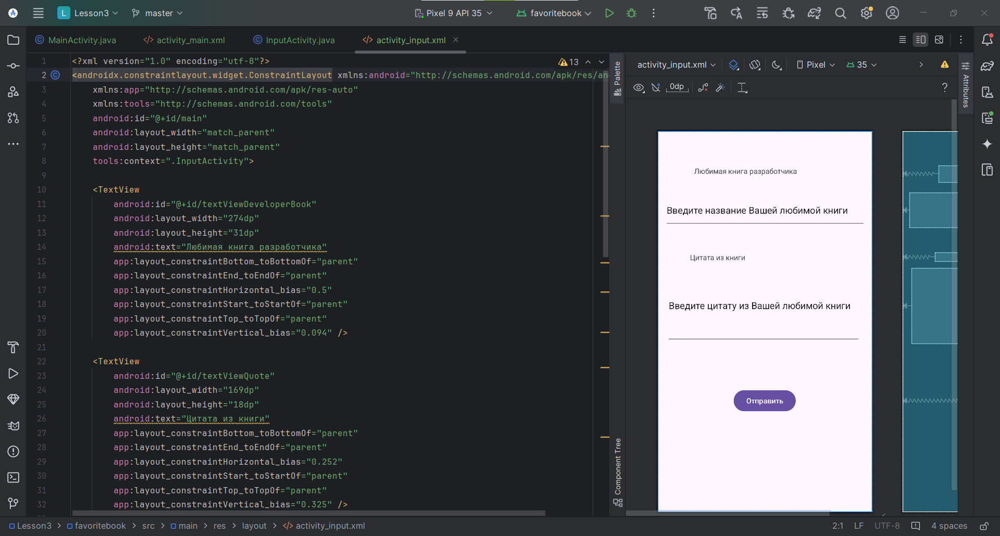 L Lesson3 master Pixel 9 API 35 favoritebook
MainActivity.java activity_main.xml InputActivity.java activity_input.xml
13
1 <?xml version="1.0" encoding="utf-8"?>
2 <androidx.constraintlayout.widget.ConstraintLayout xmlns:android="http://schemas.android.com/apk/res/an
3 xmlns:app="http://schemas.android.com/apk/res-auto"
4 xmlns:tools="http://schemas.android.com/tools"
5 android:id="@+id/main"
6 android:layout_width="match_parent"
7 android:layout_height="match_parent"
8 tools:context=".InputActivity">
9
10 <TextView
11 android:id="@+id/textViewDeveloperBook"
12 android:layout_width="274dp"
13 android:layout_height="31dp"
14 android:text="Любимая книга разработчика"
15 app:layout_constraintBottom_toBottomOf="parent"
16 app:layout_constraintEnd_toEndOf="parent"
17 app:layout_constraintHorizontal_bias="0.5"
18 app:layout_constraintStart_toStartOf="parent"
19 app:layout_constraintTop_toTopOf="parent"
20 app:layout_constraintVertical_bias="0.094" />
21
22 <TextView
23 android:id="@+id/textViewQuote"
24 android:layout_width="169dp"
25 android:layout_height="18dp"
26 android:text="Цитата из книги"
27 app:layout_constraintBottom_toBottomOf="parent"
28 app:layout_constraintEnd_toEndOf="parent"
29 app:layout_constraintHorizontal_bias="0.252"
30 app:layout_constraintStart_toStartOf="parent"
31 app:layout_constraintTop_toTopOf="parent"
32 app:layout_constraintVertical_bias="0.325" />
Palette
Component Tree
activity_input.xml Pixel 35
0dp ?
Любимая книга разработчика
Введите название Вашей любимой книги
Цитата из книги
Введите цитату из Вашей любимой книги
Отправить
Attributes
Lesson3 favoritebook src main res layout activity_input.xml
2:1 LF UTF-8 4 spaces